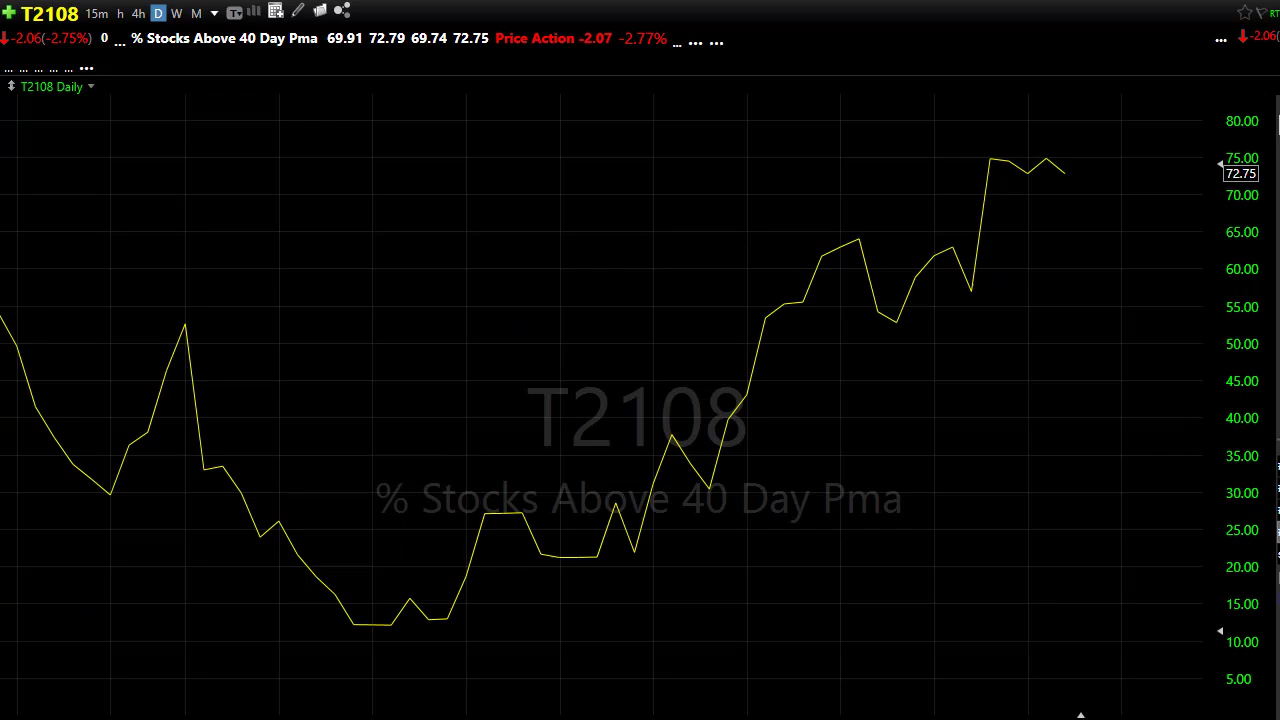 T2108 15m h 4h D W M T RT
-2.06(-2.75%) 0 ... % Stocks Above 40 Day Pma 69.91 72.79 69.74 72.75 Price Action -2.07 -2.77% ... ... ... ... -2.06(
... ... ... ... ... ...
T2108 Daily
80.00
75.00
72.75
70.00
65.00
60.00
55.00
50.00
45.00
40.00
35.00
30.00
25.00
20.00
15.00
10.00
5.00
T2108
% Stocks Above 40 Day Pma